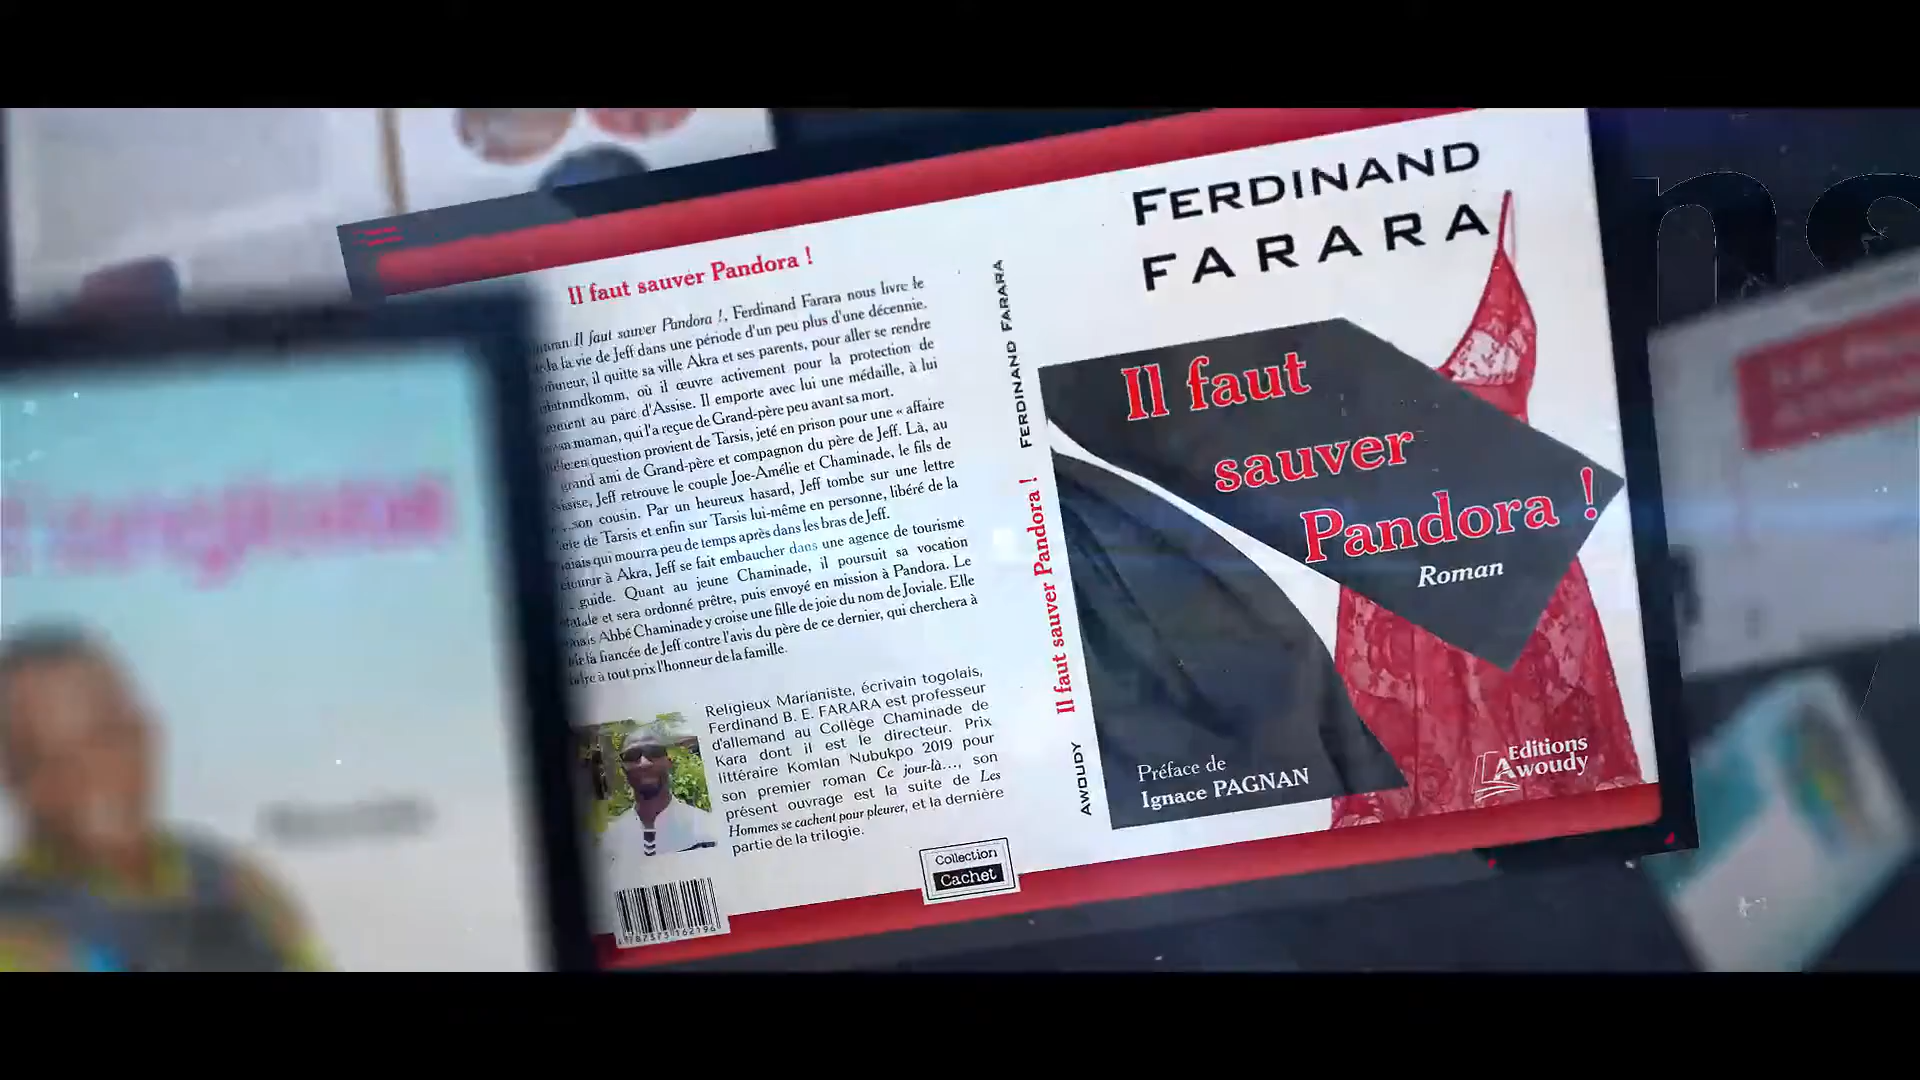 Il faut sauver Pandora !
Il faut sauver Pandora !, Ferdinand Farara nous livre le
la vie de Jeff dans une période d'un peu plus d'une décennie.
il quitte sa ville Akra et ses parents, pour aller se rendre
où il œuvre activement pour la protection de
au parc d'Assise. Il emporte avec lui une médaille, à lui
maman, qui l'a reçue de Grand-père peu avant sa mort.
en question provient de Tarsis, jeté en prison pour une « affaire
grand ami de Grand-père et compagnon du père de Jeff. Là, au
Jeff retrouve le couple Joe-Amélie et Chaminade, le fils de
son cousin. Par un heureux hasard, Jeff tombe sur une lettre
de Tarsis et enfin sur Tarsis lui-même en personne, libéré de la
qui mourra peu de temps après dans les bras de Jeff.
à Akra, Jeff se fait embaucher dans une agence de tourisme
guide. Quant au jeune Chaminade, il poursuit sa vocation
et sera ordonné prêtre, puis envoyé en mission à Pandora. Le
Abbé Chaminade y croise une fille de joie du nom de Joviale. Elle
la fiancée de Jeff contre l'avis du père de ce dernier, qui cherchera à
à tout prix l'honneur de la famille.
Religieux Marianiste, écrivain togolais,
Ferdinand B. E. FARARA est professeur
d'allemand au Collège Chaminade de
Kara dont il est le directeur. Prix
littéraire Komlan Nubukpo 2019 pour
son premier roman Ce jour-là…, son
présent ouvrage est la suite de Les
Hommes se cachent pour pleurer, et la dernière
partie de la trilogie.
Collection
Cachet
AWOUDY Il faut sauver Pandora ! FERDINAND FARARA
FERDINAND
FARARA
Il faut
sauver
Pandora !
Roman
Préface de
Ignace PAGNAN
Editions
Awoudy
ns